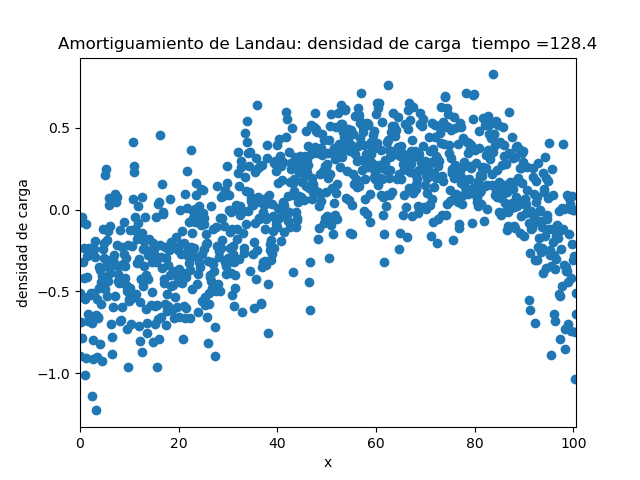 Amortiguamiento de Landau: densidad de carga  tiempo =128.4
densidad de carga
0.5
0.0
−0.5
−1.0
0 20 40 60 80 100
x